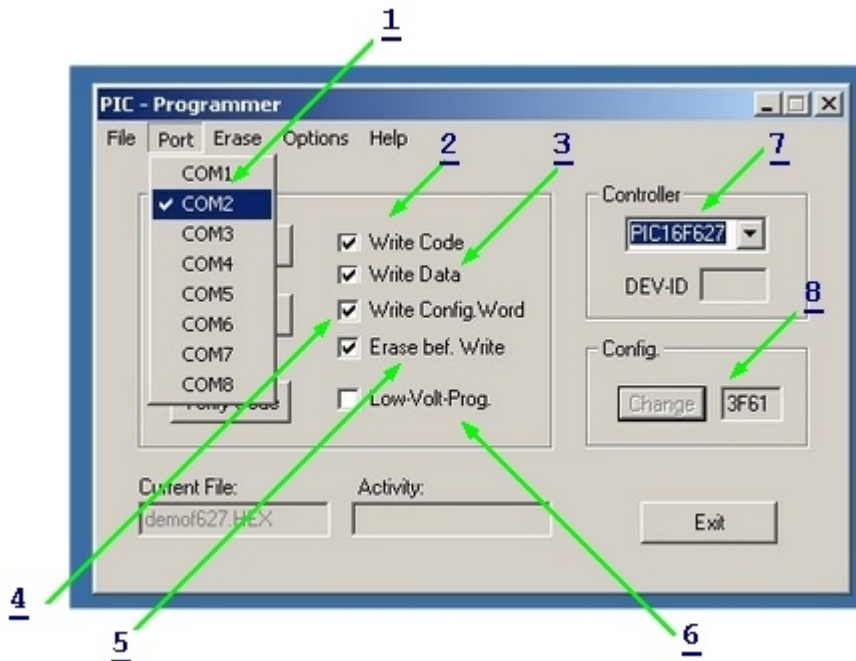 1
PIC - Programmer
File Port Erase Options Help
2
3
7
COM1
COM2
COM3
COM4
COM5
COM6
COM7
COM8
Write Code
Write Data
Write Config.Word
Erase bef. Write
Low-Volt-Prog.
Controller
PIC16F627
DEV-ID
8
Config.
Change 3F61
Code
Current File: Activity:
demof627.HEX
Exit
4
5
6